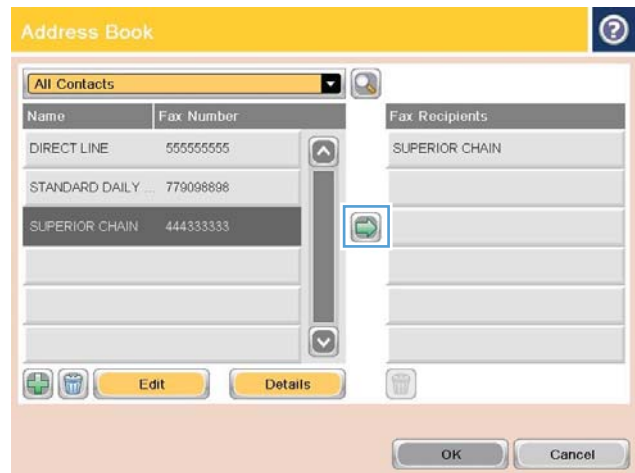 Address Book
All Contacts
Name Fax Number Fax Recipients
DIRECT LINE 555555555 SUPERIOR CHAIN
STANDARD DAILY ... 779098898
SUPERIOR CHAIN 444333333
Edit Details
OK Cancel